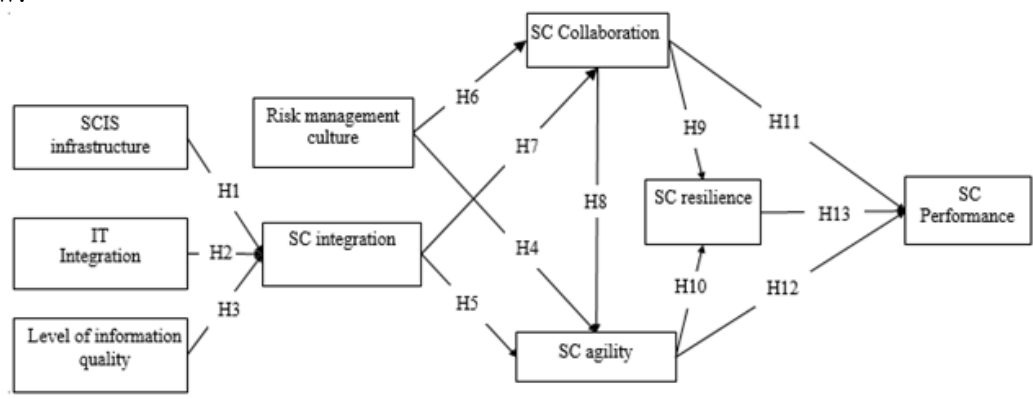 SC Collaboration
SCIS
infrastructure
Risk management
culture
H6
H9
H11
H7
H1
SC resilience
SC
Performance
H8
H13
IT
Integration
H2
SC integration
H4
H10
H12
H5
H3
Level of information
quality
SC agility